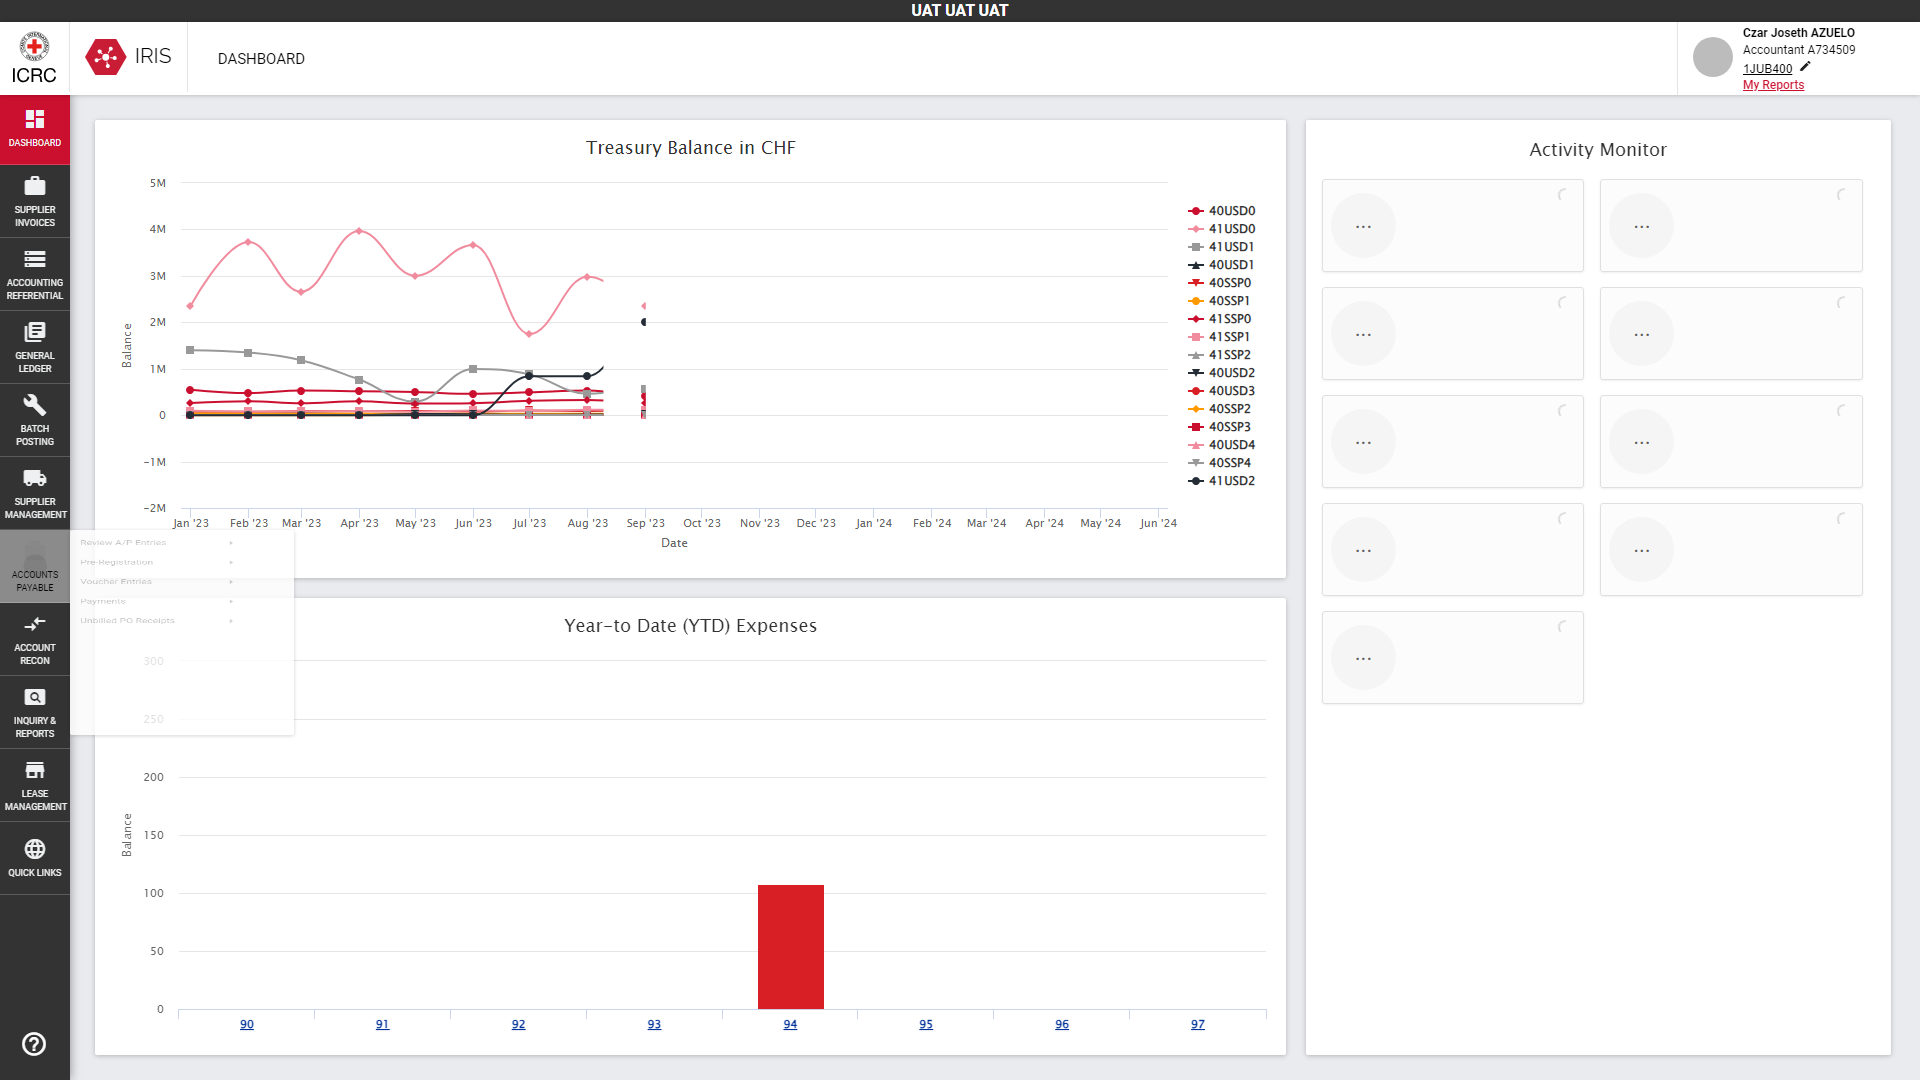 UAT UAT UAT
ICRC
IRIS
DASHBOARD
Czar Joseth AZUELO
Accountant A734509
1JUB400
My Reports
DASHBOARD
SUPPLIER
INVOICES
ACCOUNTING
REFERENTIAL
GENERAL
LEDGER
BATCH
POSTING
SUPPLIER
MANAGEMENT
ACCOUNTS
PAYABLE
ACCOUNT
RECON
INQUIRY &
REPORTS
LEASE
MANAGEMENT
QUICK LINKS
Review A/P Entries
Pre-Registration
Voucher Entries
Payments
Unbilled PO Receipts
Treasury Balance in CHF
Balance
5M
4M
3M
2M
1M
0
-1M
-2M
Jan '23 Feb '23 Mar '23 Apr '23 May '23 Jun '23 Jul '23 Aug '23 Sep '23 Oct '23 Nov '23 Dec '23 Jan '24 Feb '24 Mar '24 Apr '24 May '24 Jun '24
Date
40USD0
41USD0
41USD1
40USD1
40SSP0
40SSP1
41SSP0
41SSP1
41SSP2
40USD2
40USD3
40SSP2
40SSP3
40USD4
40SSP4
41USD2
Year-to Date (YTD) Expenses
Balance
300
250
200
150
100
50
0
90 91 92 93 94 95 96 97
Activity Monitor
... ...
... ...
... ...
... ...
...